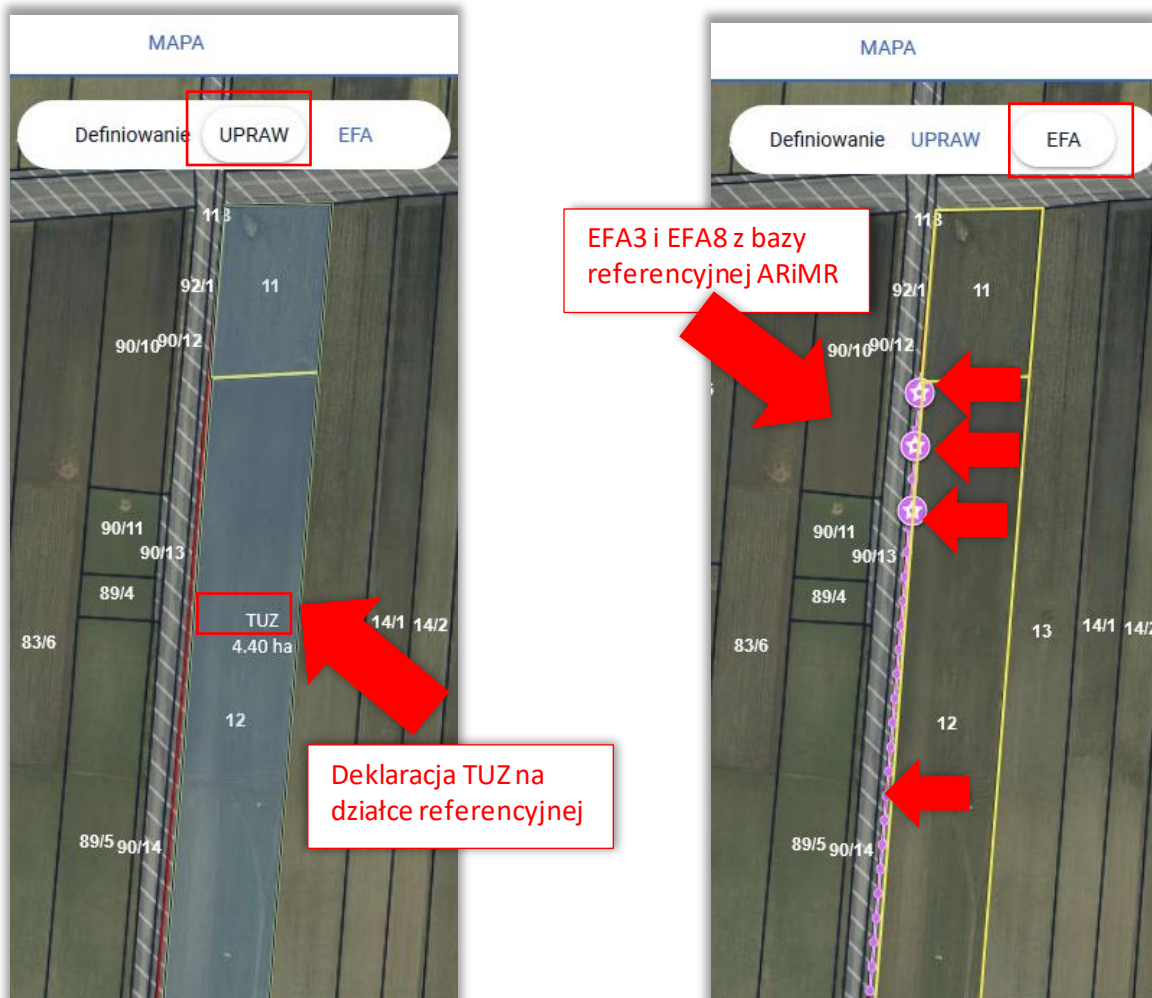 MAPA
Definiowanie UPRAW EFA
113
92/1 11
90/10 90/12
90/11
90/13
89/4
TUZ
4.40 ha
83/6
14/1 14/2
12
89/5 90/14
Deklaracja TUZ na
działce referencyjnej
MAPA
Definiowanie UPRAW EFA
EFA3 i EFA8 z bazy
referencyjnej ARiMR
92/1 11
90/10 90/12
90/11
90/13
89/4
83/6
13 14/1 14/2
12
89/5 90/14